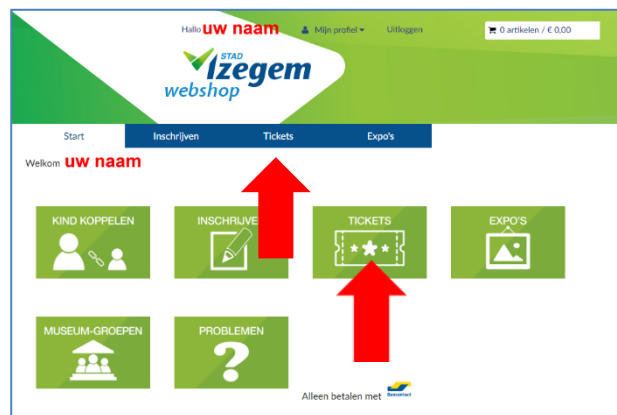 Hallo uw naam Mijn profiel Uitloggen 0 artikelen / € 0,00
STAD
Izegem
webshop
Start Inschrijven Tickets Expo's
Welkom uw naam
KIND KOPPELEN INSCHRIJVE TICKETS EXPO'S
MUSEUM-GROEPEN PROBLEMEN
?
Alleen betalen met
Bancontact